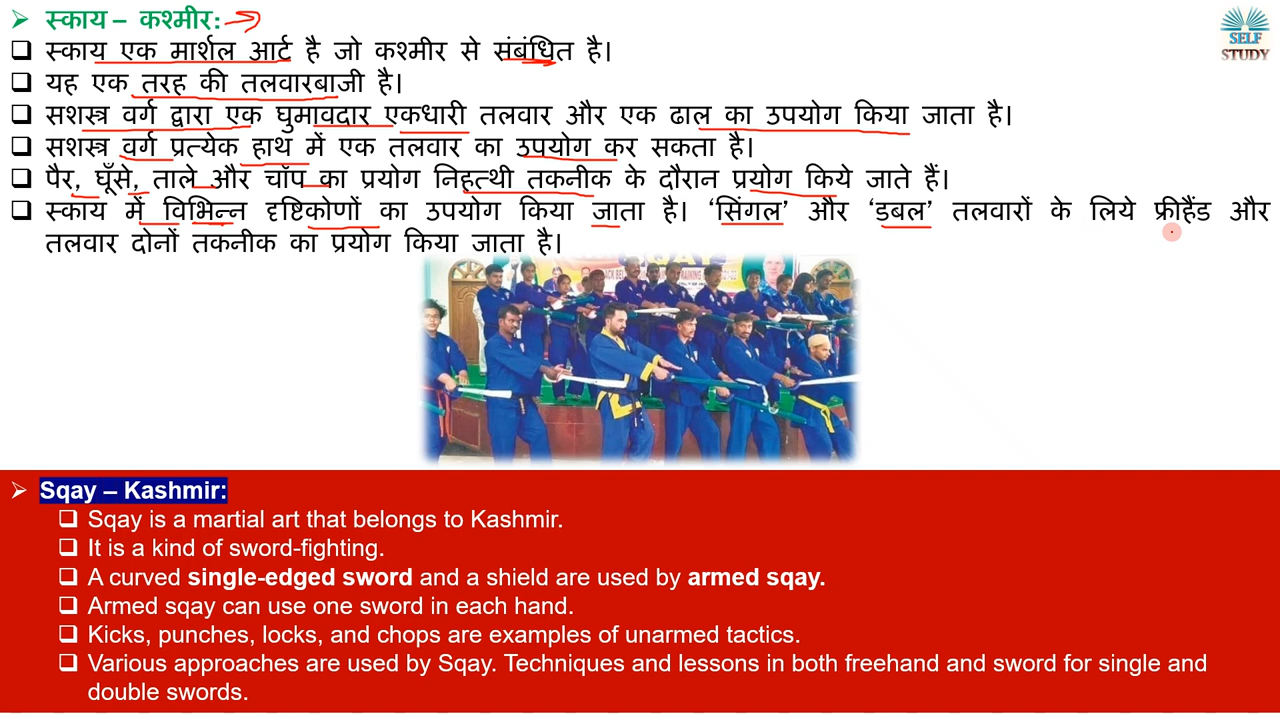 ➢ स्काय – कश्मीर:
❑ स्काय एक मार्शल आर्ट है जो कश्मीर से संबंधित है।
❑ यह एक तरह की तलवारबाजी है।
❑ सशस्त्र वर्ग द्वारा एक घुमावदार एकधारी तलवार और एक ढाल का उपयोग किया जाता है।
❑ सशस्त्र वर्ग प्रत्येक हाथ में एक तलवार का उपयोग कर सकता है।
❑ पैर, घूँसे, ताले और चॉप का प्रयोग निहत्थी तकनीक के दौरान प्रयोग किये जाते हैं।
❑ स्काय में विभिन्न दृष्टिकोणों का उपयोग किया जाता है। ‘सिंगल’ और ‘डबल’ तलवारों के लिये फ्रीहैंड और
तलवार दोनों तकनीक का प्रयोग किया जाता है।
SELF
STUDY
➢ Sqay – Kashmir:
❑ Sqay is a martial art that belongs to Kashmir.
❑ It is a kind of sword-fighting.
❑ A curved single-edged sword and a shield are used by armed sqay.
❑ Armed sqay can use one sword in each hand.
❑ Kicks, punches, locks, and chops are examples of unarmed tactics.
❑ Various approaches are used by Sqay. Techniques and lessons in both freehand and sword for single and
double swords.